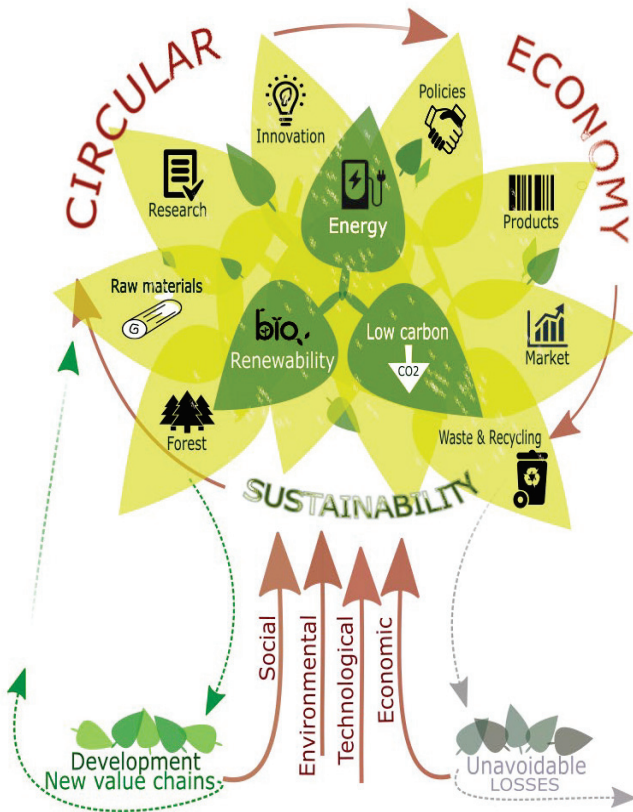 CIRCULAR
ECONOMY
Innovation
Policies
Research
Energy
Products
Raw materials
G
bio
Renewability
Low carbon
CO2
Market
Forest
Waste & Recycling
SUSTAINABILITY
Social
Environmental
Technological
Economic
Development
New value chains
Unavoidable
LOSSES